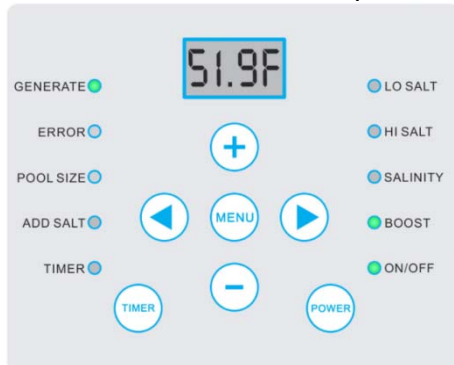 51.9F
GENERATE
LO SALT
ERROR
HI SALT
POOL SIZE
SALINITY
ADD SALT
MENU
BOOST
TIMER
ON/OFF
TIMER
POWER